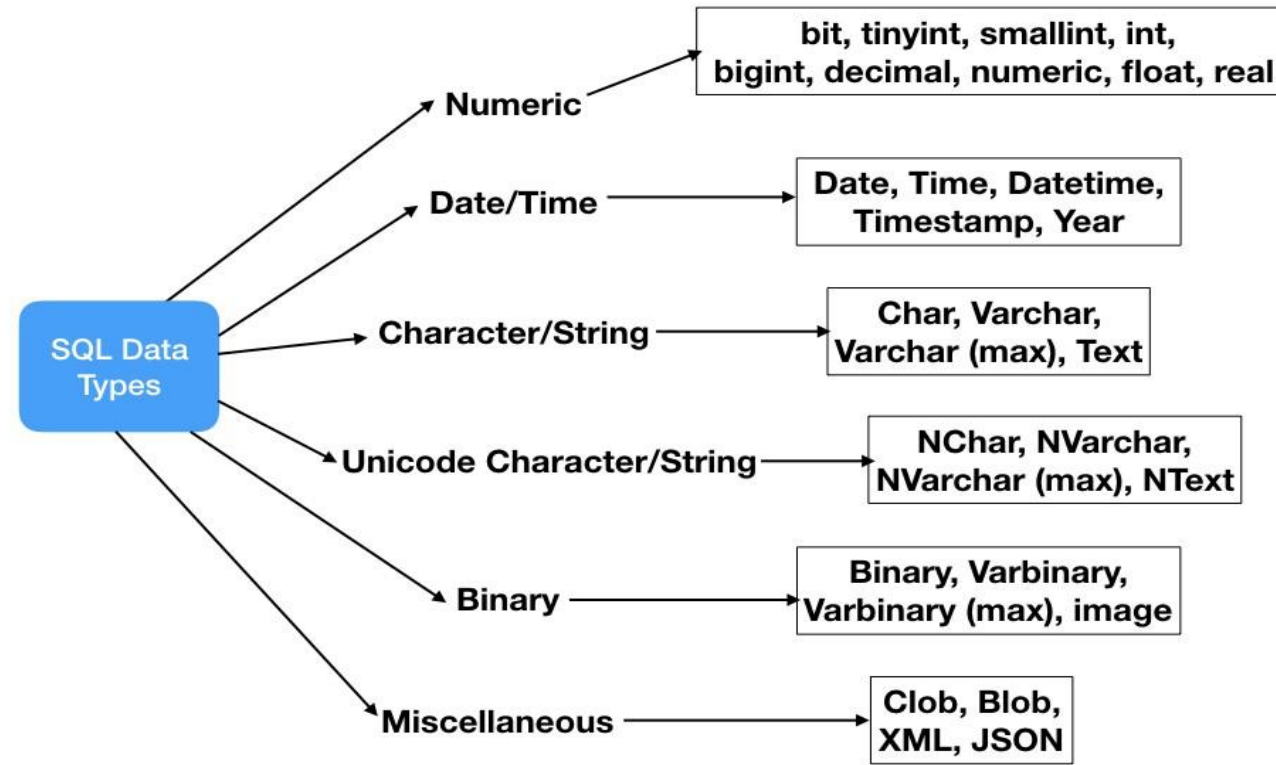 bit, tinyint, smallint, int,
bigint, decimal, numeric, float, real
Numeric
Date/Time
Date, Time, Datetime,
Timestamp, Year
SQL Data
Types
Character/String
Char, Varchar,
Varchar (max), Text
Unicode Character/String
NChar, NVarchar,
NVarchar (max), NText
Binary
Binary, Varbinary,
Varbinary (max), image
Miscellaneous
Clob, Blob,
XML, JSON